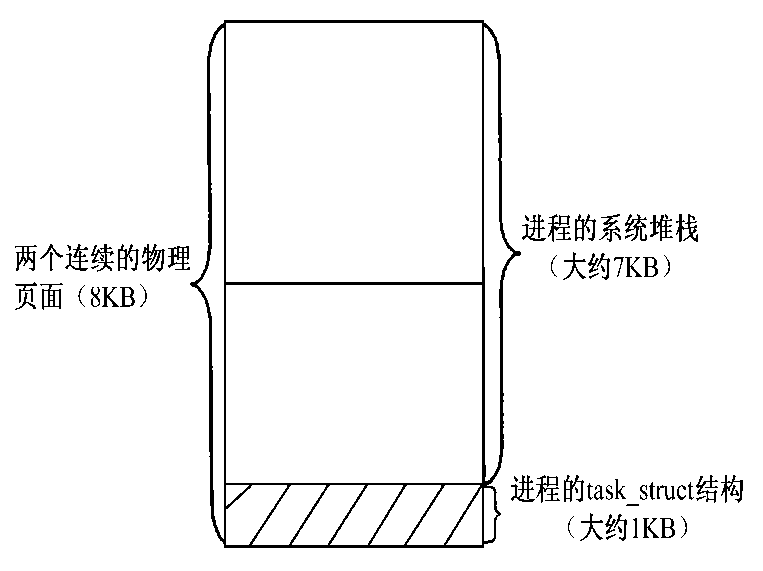 两个连续的物理
页面（8KB）
进程的系统堆栈
（大约7KB）
进程的task_struct结构
（大约1KB）